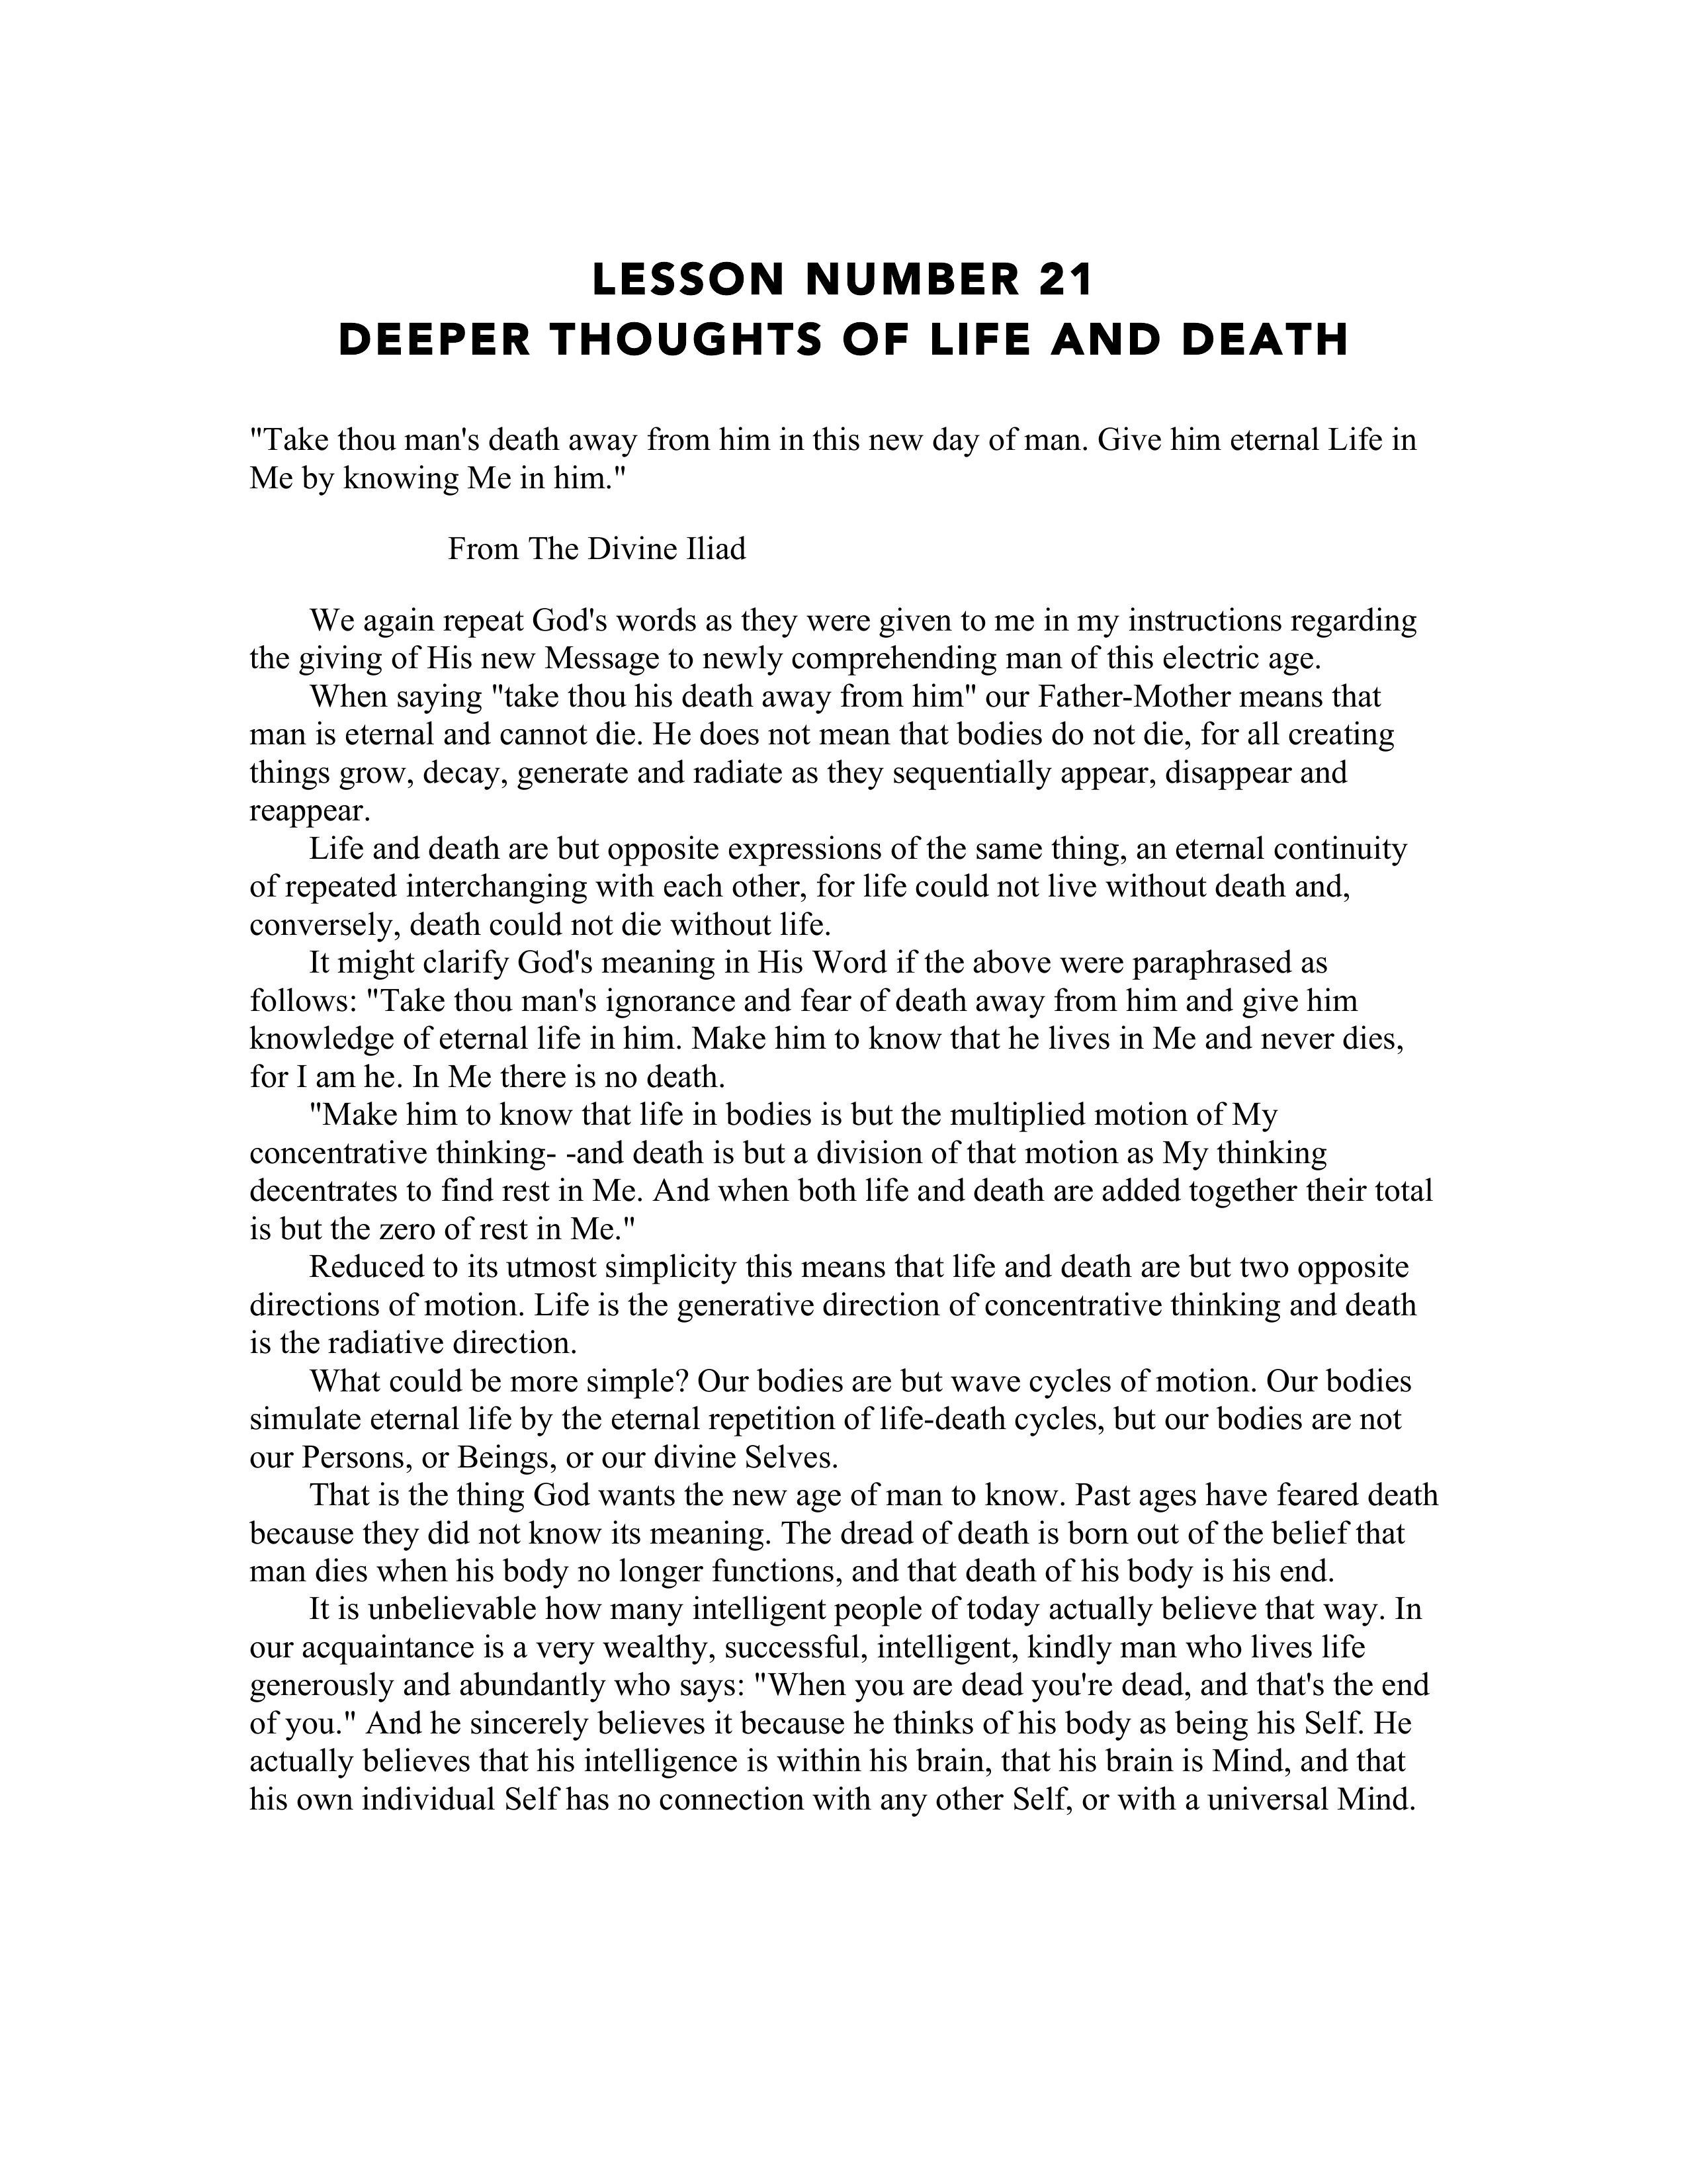 LESSON NUMBER 21
DEEPER THOUGHTS OF LIFE AND DEATH
"Take thou man's death away from him in this new day of man. Give him eternal Life in
Me by knowing Me in him."
From The Divine Iliad
We again repeat God's words as they were given to me in my instructions regarding
the giving of His new Message to newly comprehending man of this electric age.
When saying "take thou his death away from him" our Father-Mother means that
man is eternal and cannot die. He does not mean that bodies do not die, for all creating
things grow, decay, generate and radiate as they sequentially appear, disappear and
reappear.
Life and death are but opposite expressions of the same thing, an eternal continuity
of repeated interchanging with each other, for life could not live without death and,
conversely, death could not die without life.
It might clarify God's meaning in His Word if the above were paraphrased as
follows: "Take thou man's ignorance and fear of death away from him and give him
knowledge of eternal life in him. Make him to know that he lives in Me and never dies,
for I am he. In Me there is no death.
"Make him to know that life in bodies is but the multiplied motion of My
concentrative thinking- -and death is but a division of that motion as My thinking
decentrates to find rest in Me. And when both life and death are added together their total
is but the zero of rest in Me."
Reduced to its utmost simplicity this means that life and death are but two opposite
directions of motion. Life is the generative direction of concentrative thinking and death
is the radiative direction.
What could be more simple? Our bodies are but wave cycles of motion. Our bodies
simulate eternal life by the eternal repetition of life-death cycles, but our bodies are not
our Persons, or Beings, or our divine Selves.
That is the thing God wants the new age of man to know. Past ages have feared death
because they did not know its meaning. The dread of death is born out of the belief that
man dies when his body no longer functions, and that death of his body is his end.
It is unbelievable how many intelligent people of today actually believe that way. In
our acquaintance is a very wealthy, successful, intelligent, kindly man who lives life
generously and abundantly who says: "When you are dead you're dead, and that's the end
of you." And he sincerely believes it because he thinks of his body as being his Self. He
actually believes that his intelligence is within his brain, that his brain is Mind, and that
his own individual Self has no connection with any other Self, or with a universal Mind.